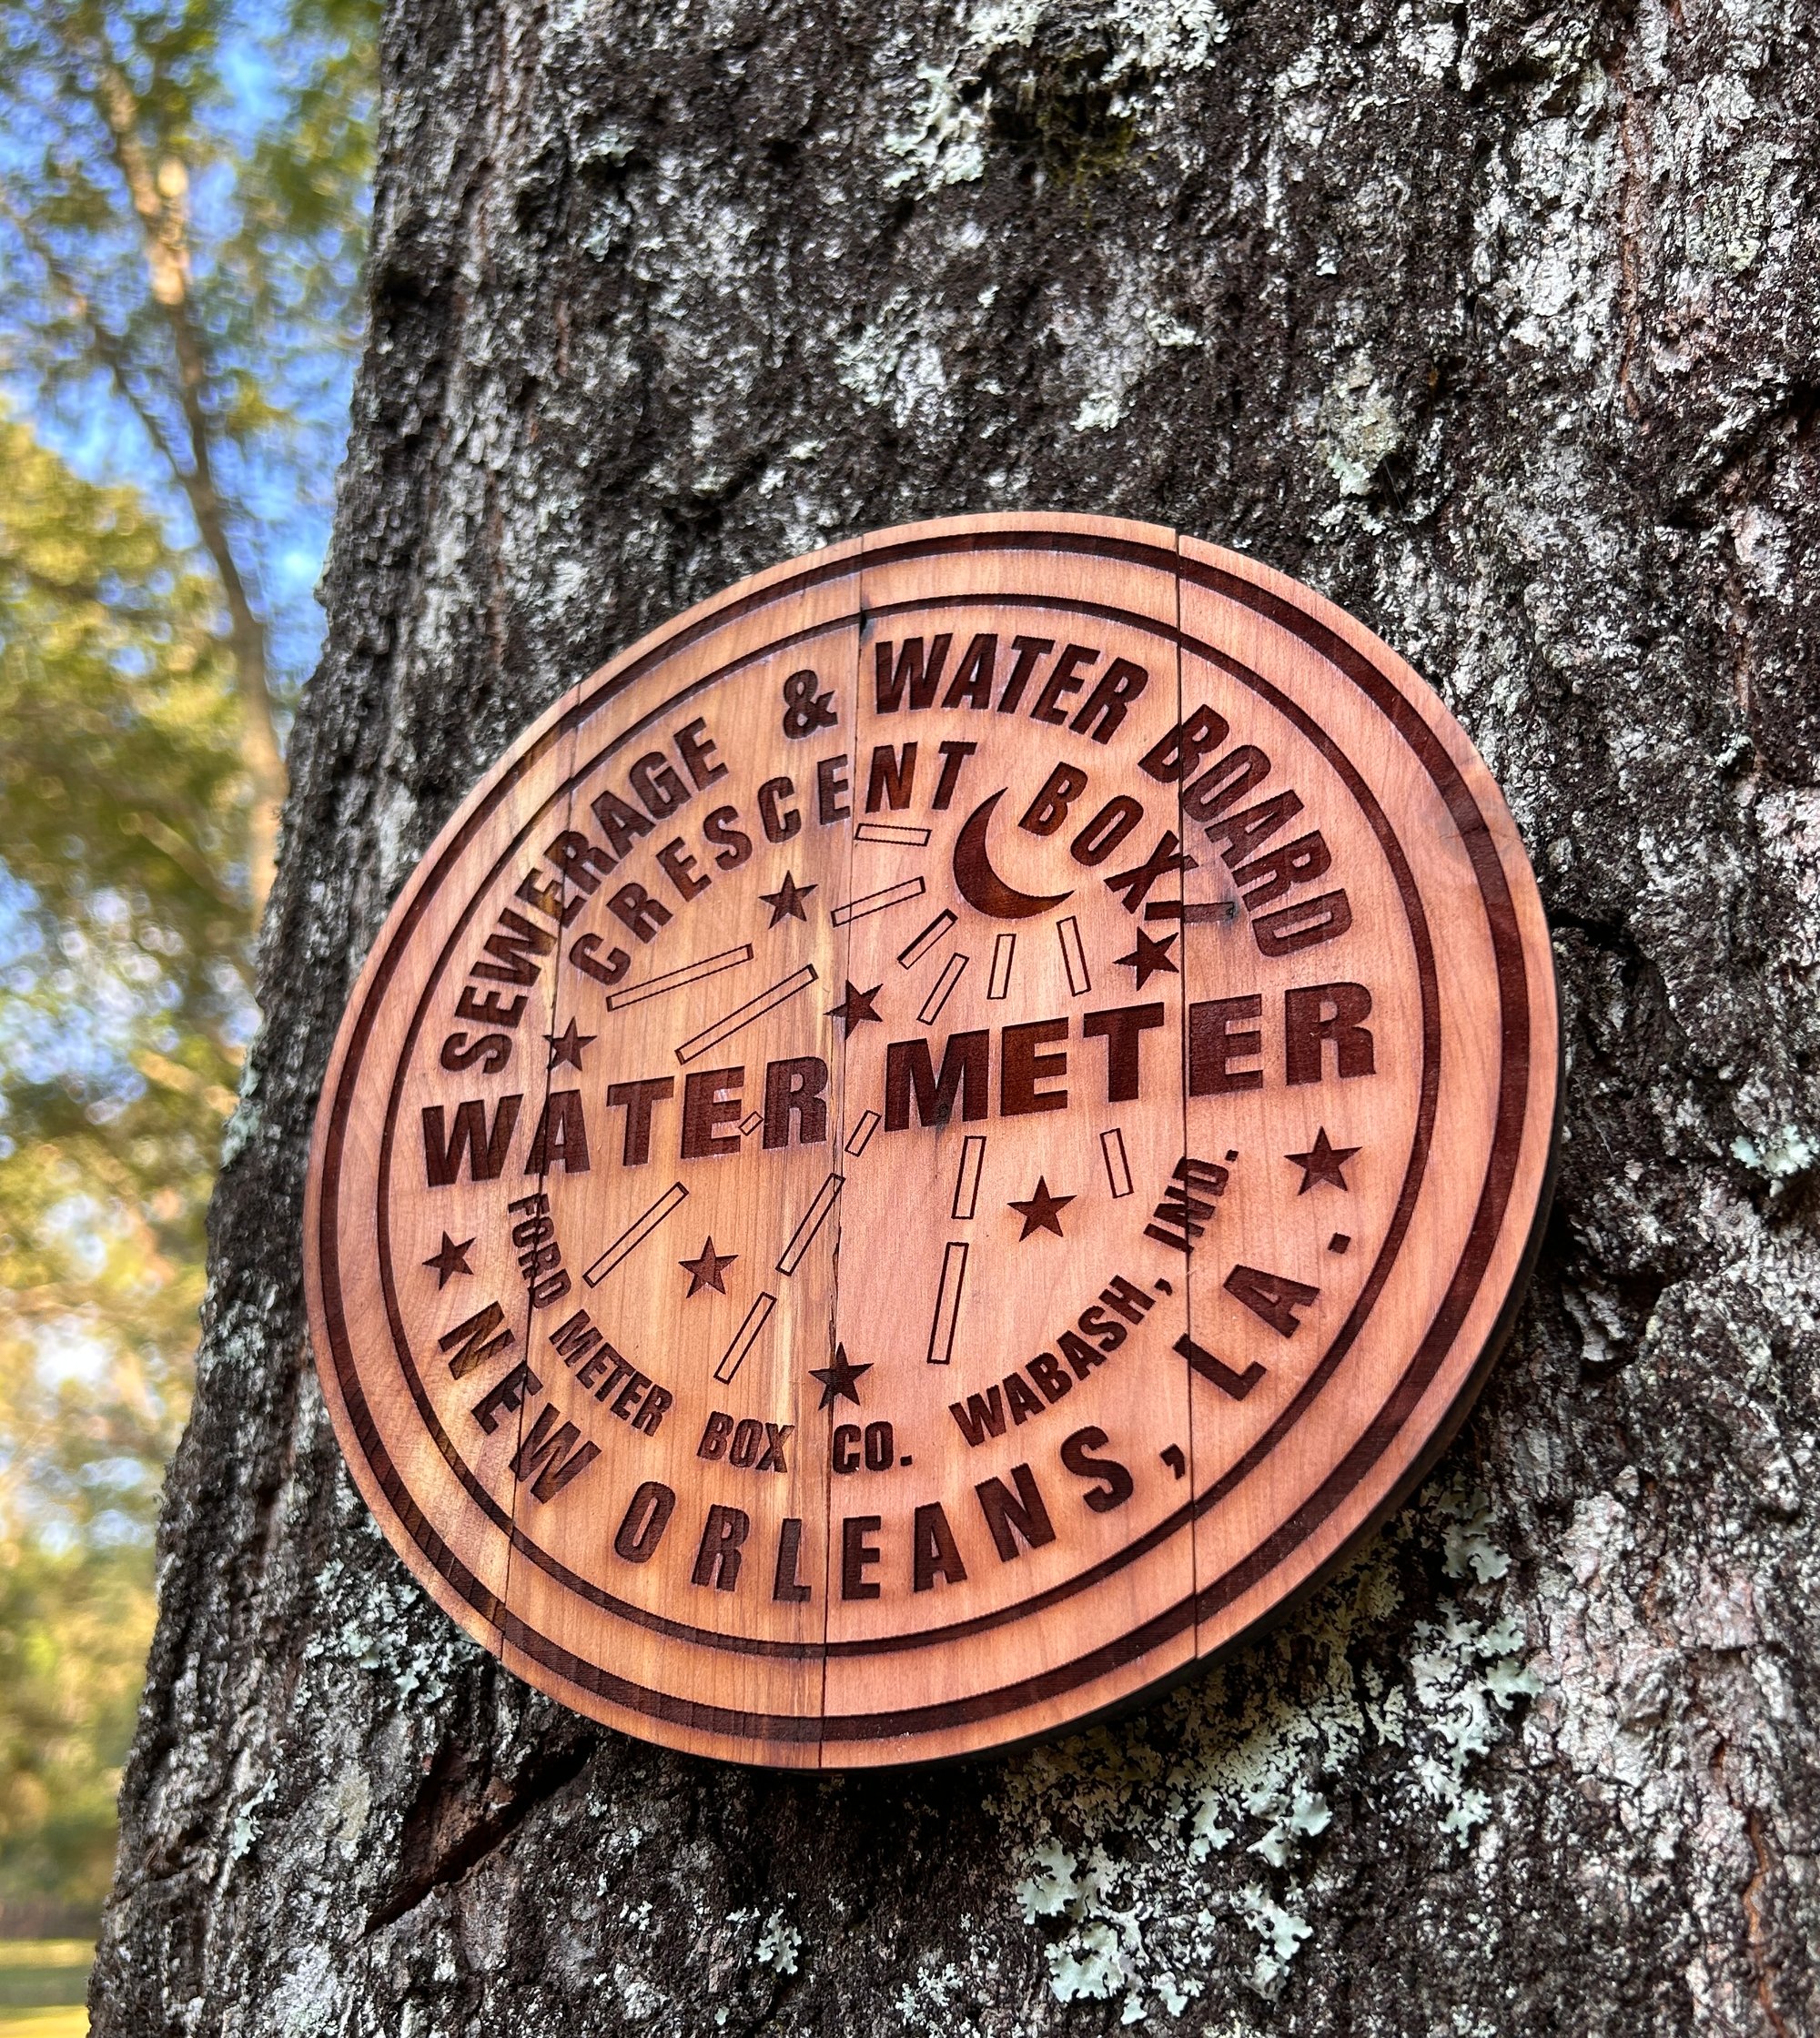 SEWERAGE & WATER BOARD
CRESCENT BOX
WATER METER
FORD METER BOX CO. WABASH, IND.
NEW ORLEANS, LA.